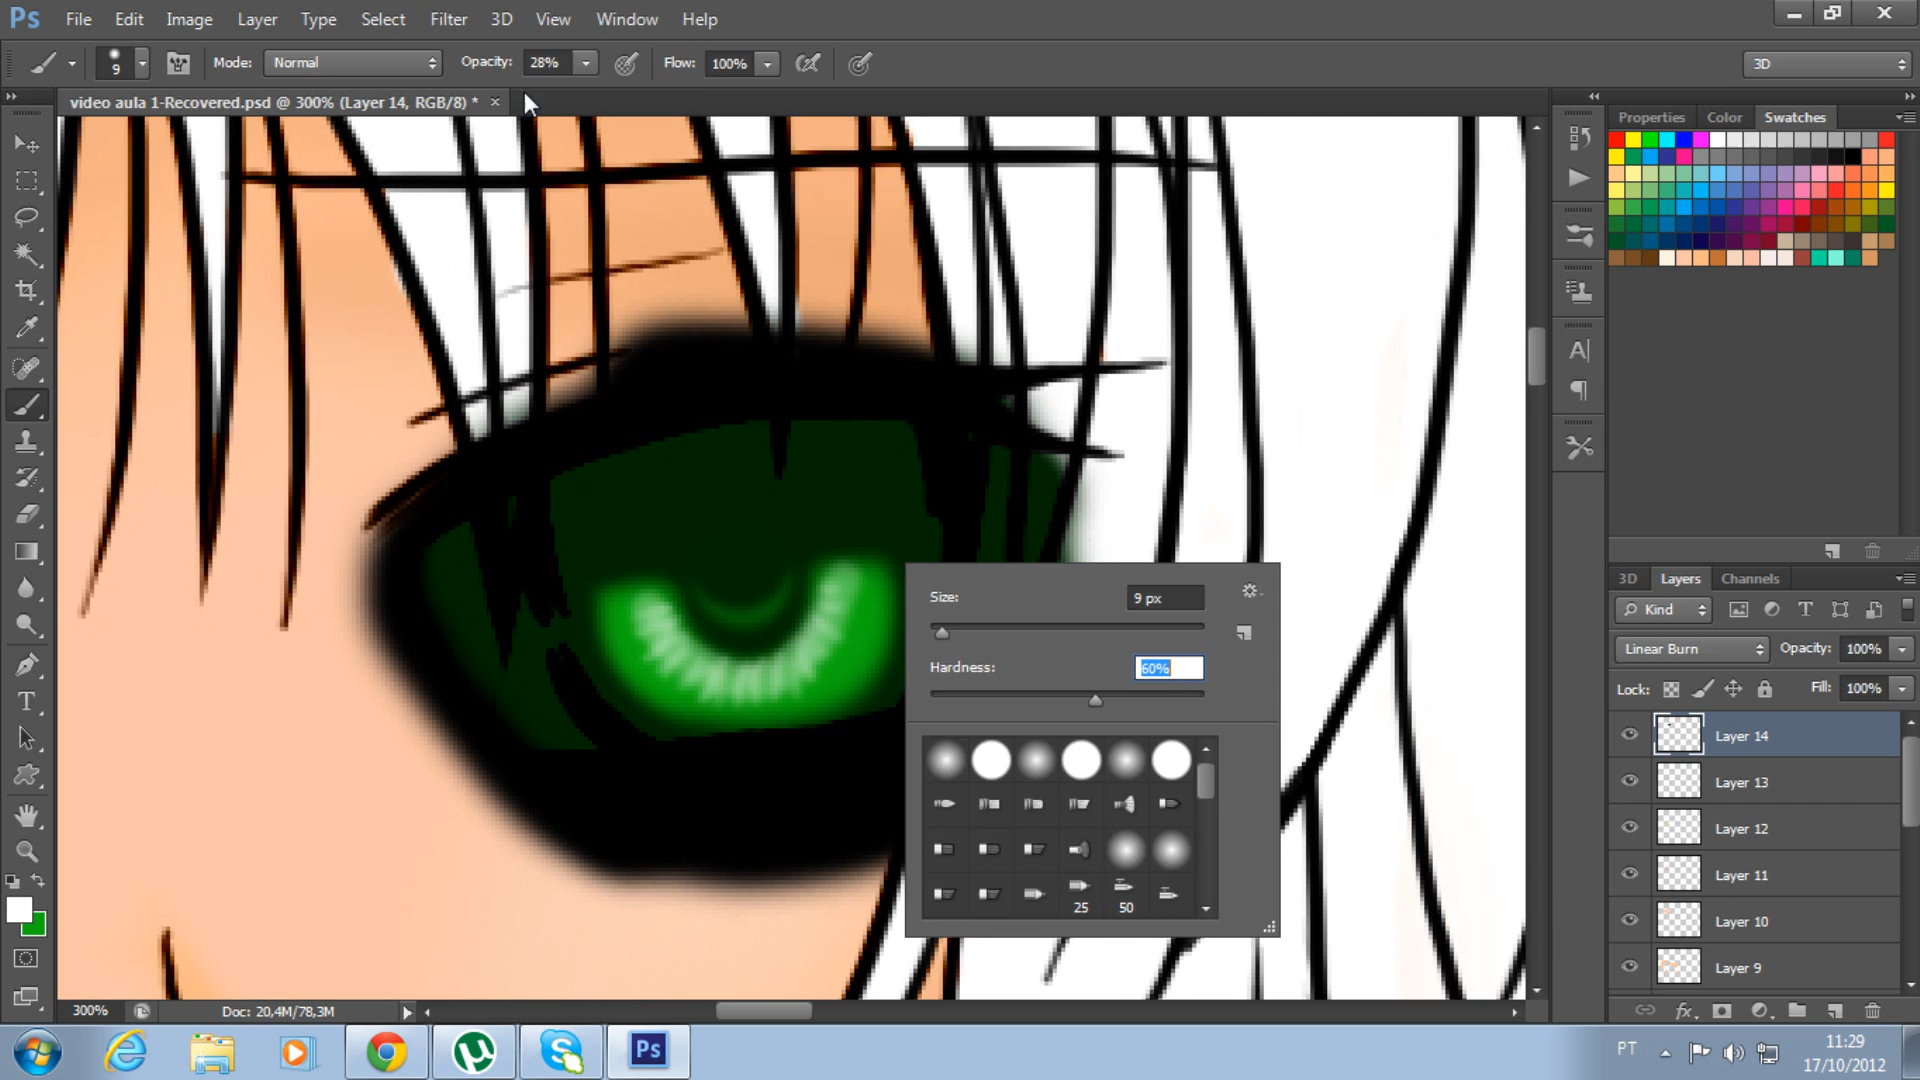 Ps File Edit Image Layer Type Select Filter 3D View Window Help
9 Mode: Normal Opacity: 28% Flow: 100% 3D
video aula 1-Recovered.psd @ 300% (Layer 14, RGB/8) *
Properties Color Swatches
Size: 9 px
Hardness: 60%
25 50
3D Layers Channels
Kind
Linear Burn Opacity: 100%
Lock: Fill: 100%
Layer 14
Layer 13
Layer 12
Layer 11
Layer 10
Layer 9
300% Doc: 20,4M/78,3M
Ps PT 11:29
17/10/2012